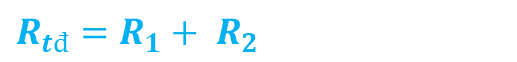 R_tđ = R_1 + R_2